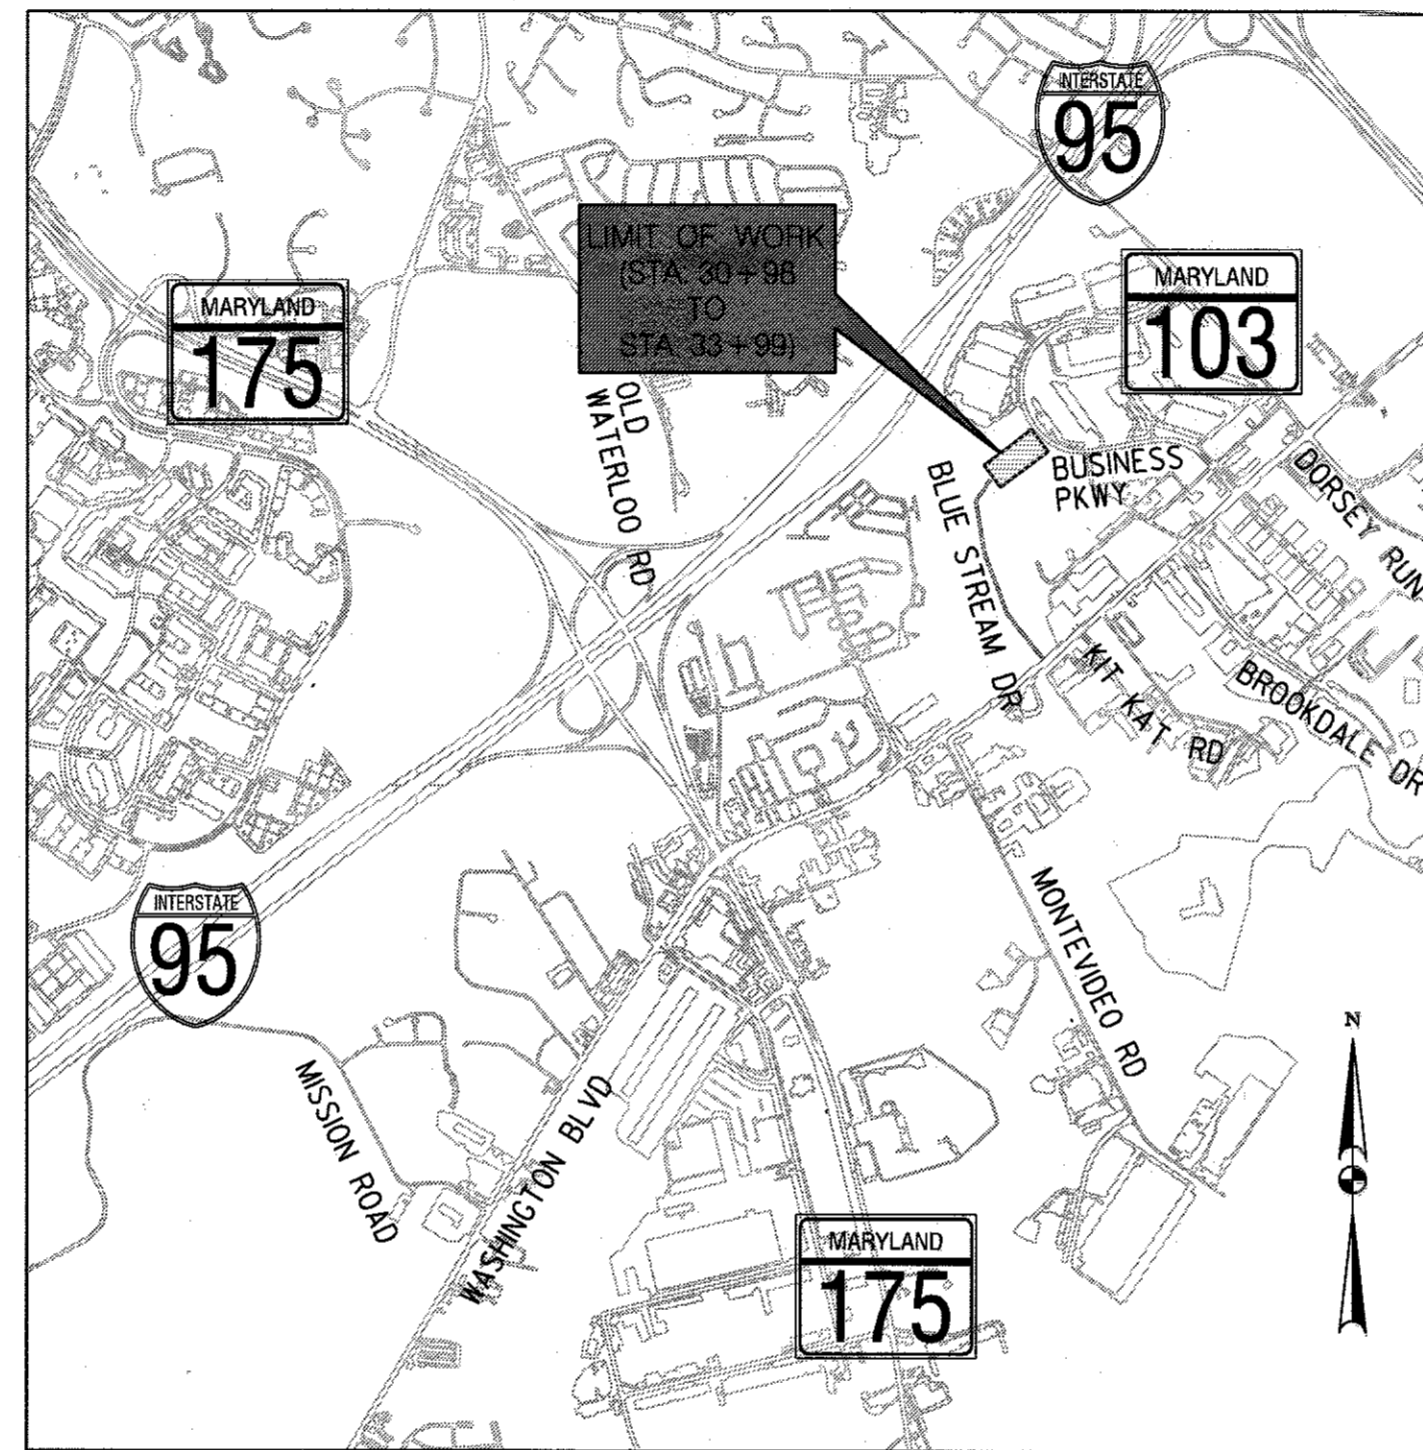 INTERSTATE
95
LIMIT OF WORK
(STA. 30+98
TO
STA. 33+99)
MARYLAND
103
MARYLAND
175
OLD
WATERLOO RD
BLUE STREAM DR
BUSINESS
PKWY
DORSEY RUN
KIT KAT RD
BROOKDALE DR
INTERSTATE
95
MONTEVIDEO RD
MISSION ROAD
WASHINGTON BLVD
N
MARYLAND
175